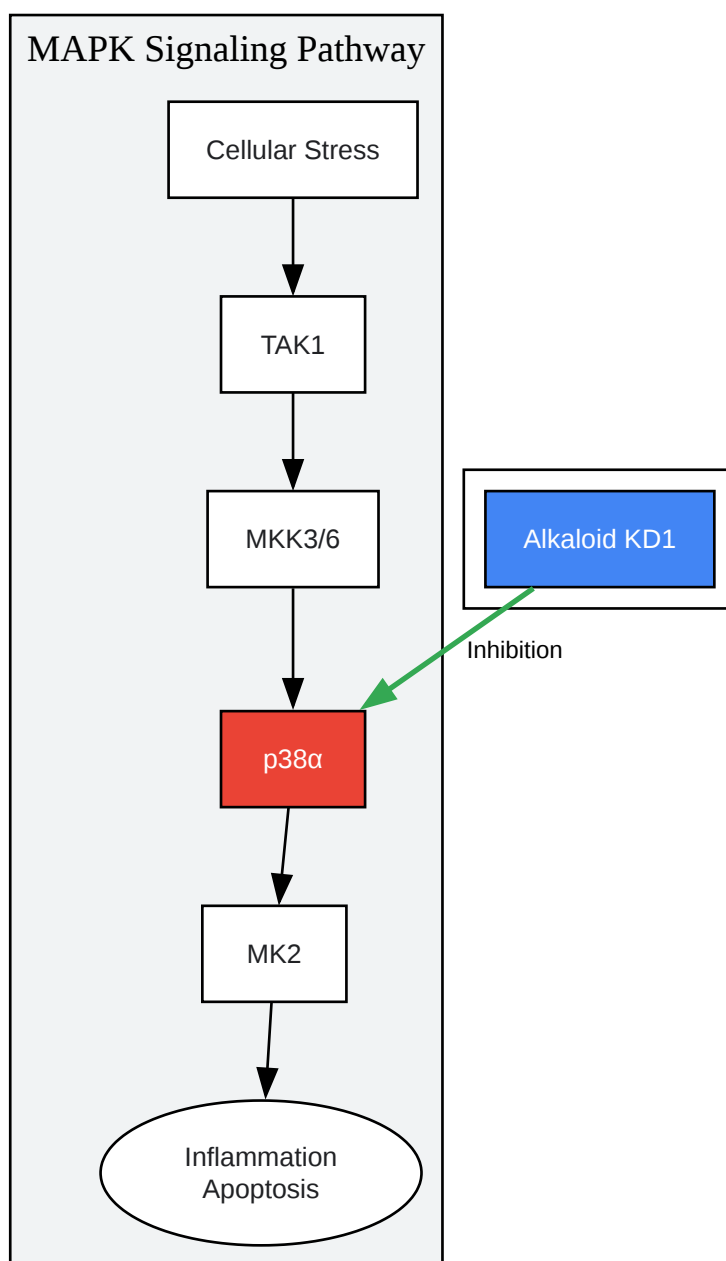 MAPK Signaling Pathway
Cellular Stress
TAK1
MKK3/6
Alkaloid KD1
Inhibition
p38α
MK2
Inflammation
Apoptosis